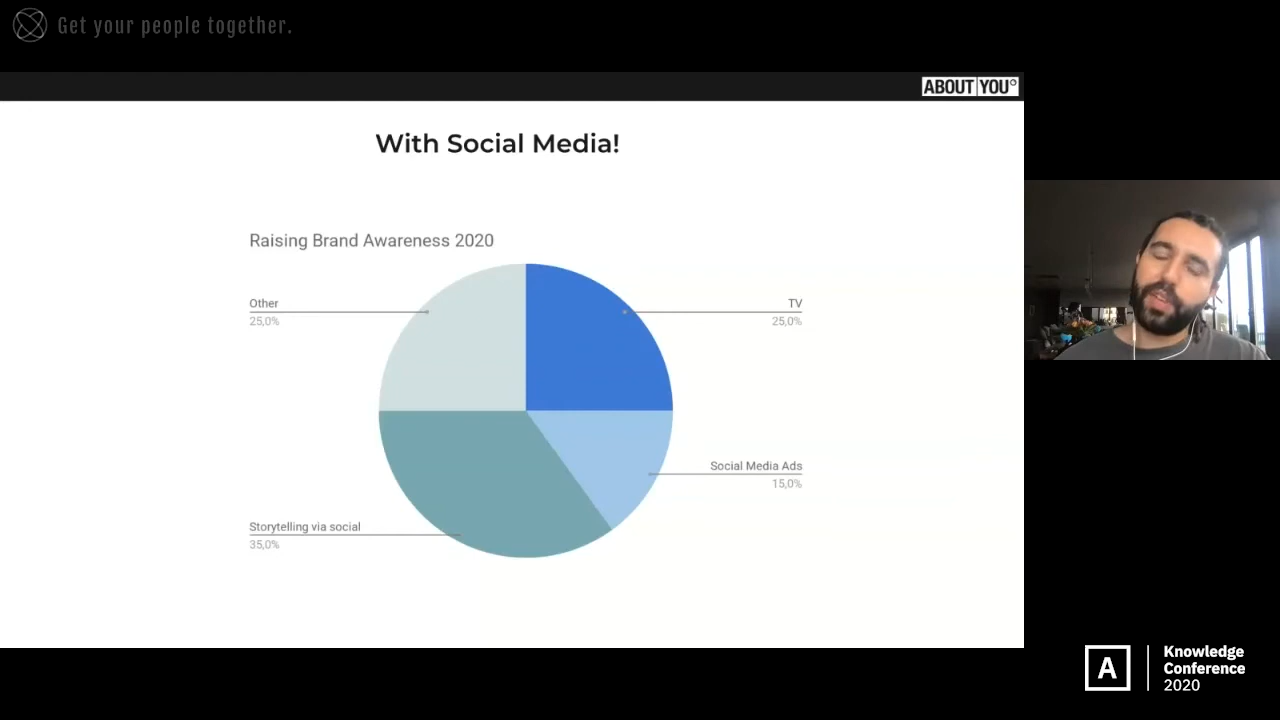 Get your people together.
ABOUT YOU°
With Social Media!
Raising Brand Awareness 2020
Other
25,0%
TV
25,0%
Social Media Ads
15,0%
Storytelling via social
35,0%
A
Knowledge
Conference
2020